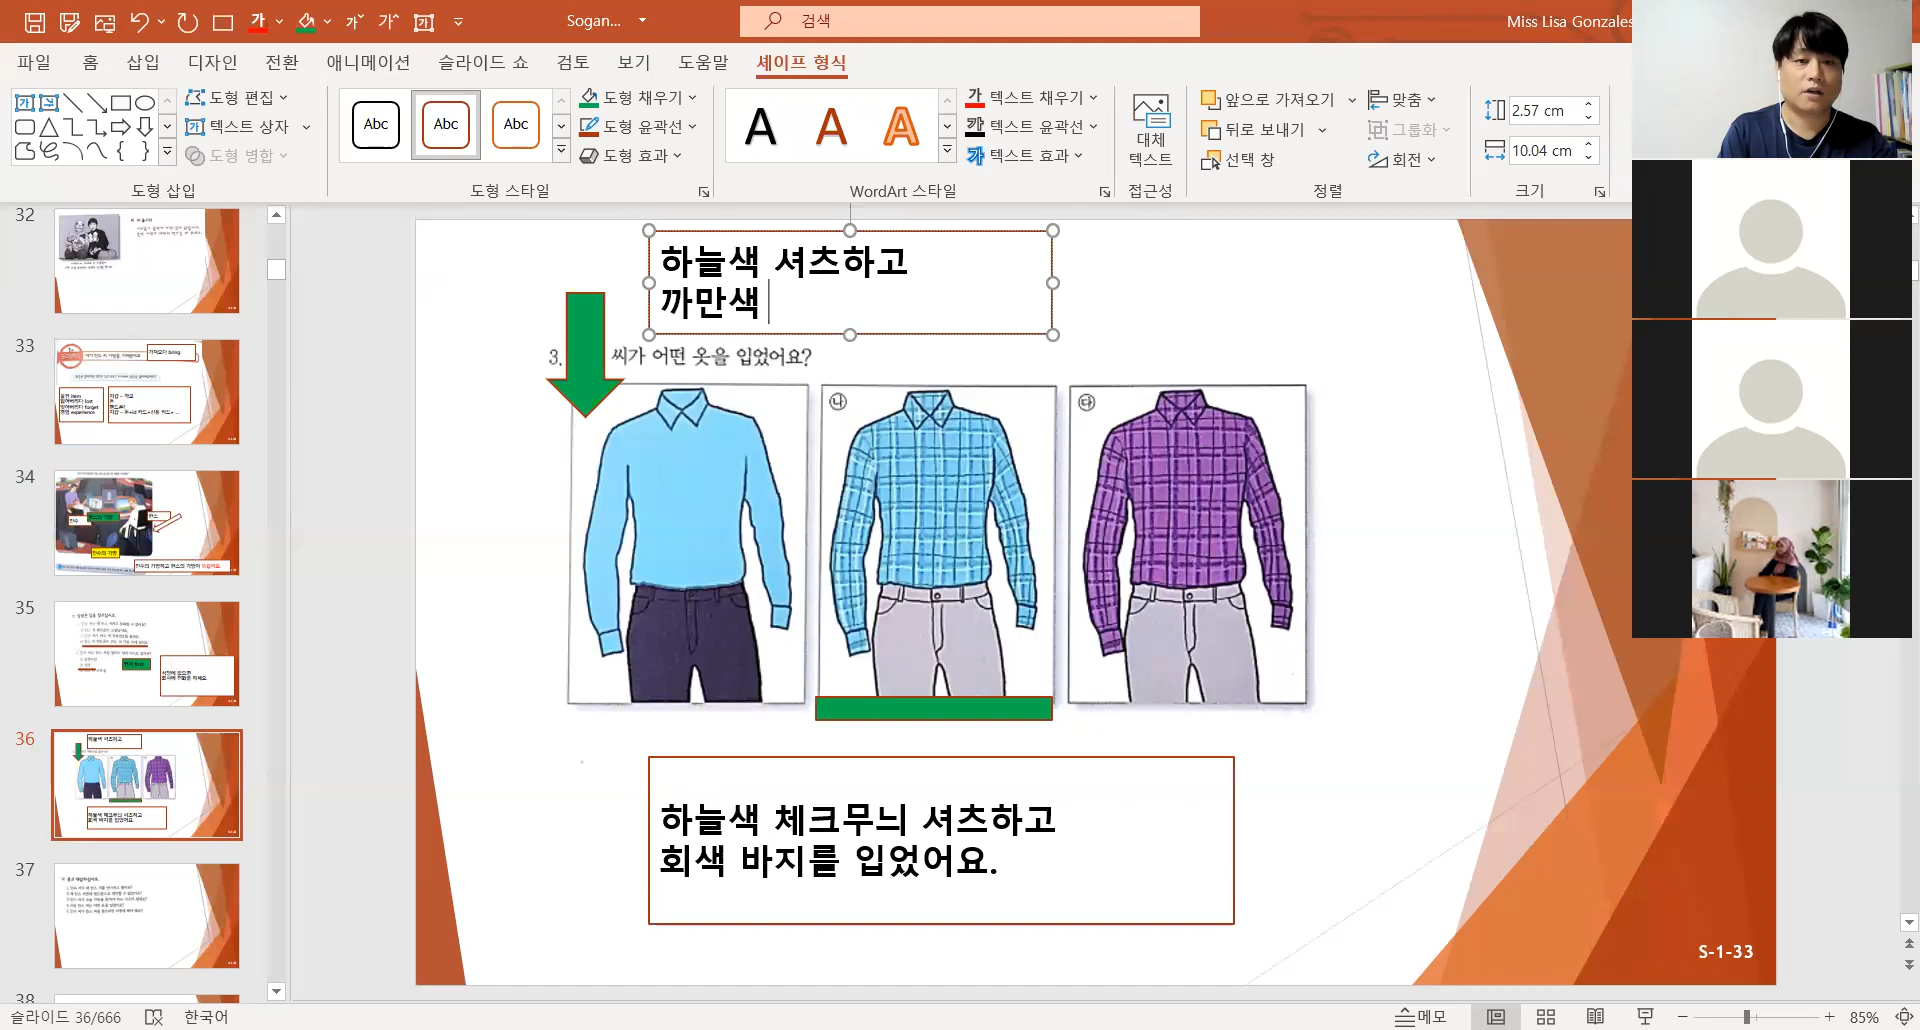 Sogan...
검색
Miss Lisa Gonzales
파일 홈 삽입 디자인 전환 애니메이션 슬라이드 쇼 검토 보기 도움말 셰이프 형식
도형 편집
텍스트 상자
도형 병합
도형 삽입
Abc Abc Abc
도형 채우기
도형 윤곽선
도형 효과
도형 스타일
A A A
텍스트 채우기
텍스트 윤곽선
텍스트 효과
WordArt 스타일
대체
텍스트
접근성
앞으로 가져오기
뒤로 보내기
선택 창
맞춤
그룹화
회전
정렬
2.57 cm
10.04 cm
크기
32
33
34
35
36
37
38
하늘색 셔츠하고
까만색
3. 씨가 어떤 옷을 입었어요?
나
다
하늘색 체크무늬 셔츠하고
회색 바지를 입었어요.
S-1-33
슬라이드 36/666
한국어
메모
85%